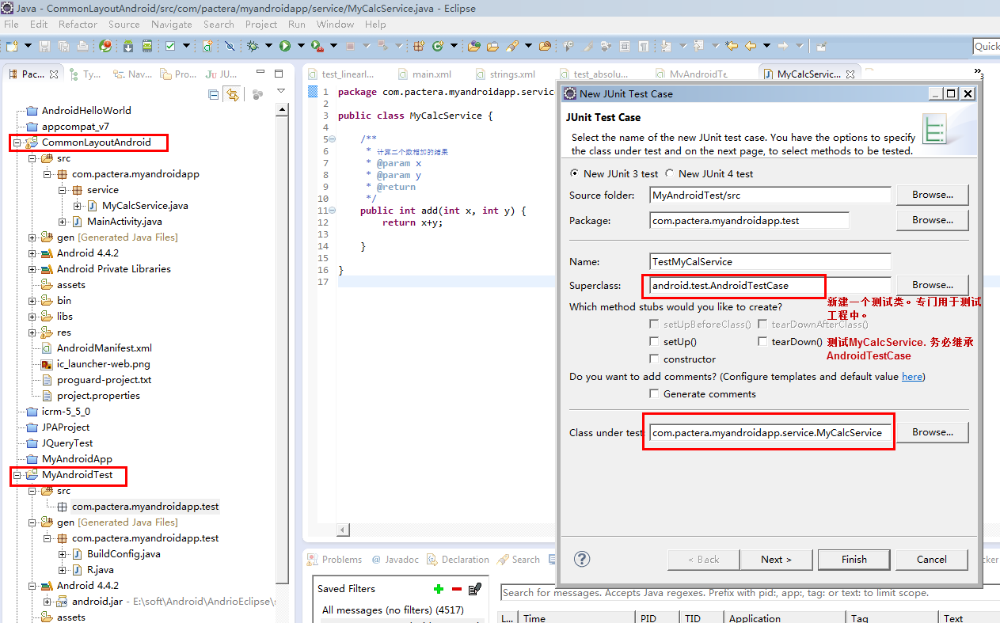 Java - CommonLayoutAndroid/src/com/pactera/myandroidapp/service/MyCalcService.java - Eclipse
File Edit Refactor Source Navigate Search Project Run Window Help
Quick
Pac... Ty... Nav... Pro... JU...
AndroidHelloWorld
appcompat_v7
CommonLayoutAndroid
src
com.pactera.myandroidapp
service
MyCalcService.java
MainActivity.java
gen [Generated Java Files]
Android 4.4.2
Android Private Libraries
assets
bin
libs
res
AndroidManifest.xml
ic_launcher-web.png
proguard-project.txt
project.properties
icrm-5_5_0
JPAProject
JQueryTest
MyAndroidApp
MyAndroidTest
src
com.pactera.myandroidapp.test
gen [Generated Java Files]
com.pactera.myandroidapp.test
BuildConfig.java
R.java
Android 4.4.2
android.jar - E:\soft\Android\AndrioEclipse\
assets
test_linearl... main.xml strings.xml test_absolu... MyAndroidTe MyCalcServic... »3
1 package com.pactera.myandroidapp.servic
2
3 public class MyCalcService {
4
5 /**
6 * 计算二个数相加的结果
7 * @param x
8 * @param y
9 * @return
10 */
11 public int add(int x, int y) {
12 return x+y;
13
14 }
15
16 }
17
New JUnit Test Case
JUnit Test Case
Select the name of the new JUnit test case. You have the options to specify
the class under test and on the next page, to select methods to be tested.
New JUnit 3 test New JUnit 4 test
Source folder: MyAndroidTest/src Browse...
Package: com.pactera.myandroidapp.test Browse...
Name: TestMyCalService
Superclass: android.test.AndroidTestCase Browse...
新建一个测试类。专门用于测试
工程中。
Which method stubs would you like to create?
setUpBeforeClass() tearDownAfterClass()
setUp() tearDown()
测试MyCalcService. 务必继承
AndroidTestCase
constructor
Do you want to add comments? (Configure templates and default value here)
Generate comments
Class under test: com.pactera.myandroidapp.service.MyCalcService Browse...
? < Back Next > Finish Cancel
Problems @ Javadoc Declaration Search cker
Saved Filters
All messages (no filters) (4517)
Search for messages. Accepts Java regexes. Prefix with pid:, app:, tag: or text: to limit scope.
L... Time PID TID Application Tag Text